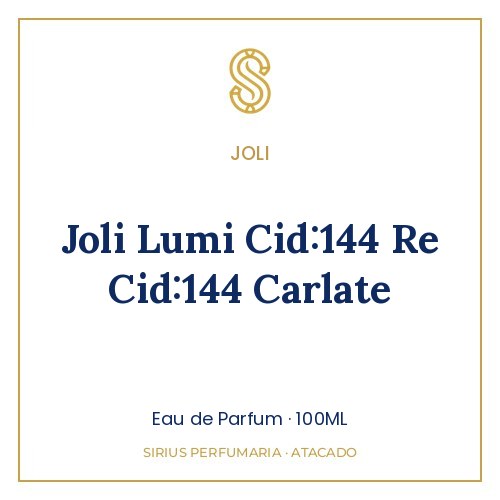 JOLI
Joli Lumi Cid:144 Re
Cid:144 Carlate
Eau de Parfum · 100ML
SIRIUS PERFUMARIA · ATACADO